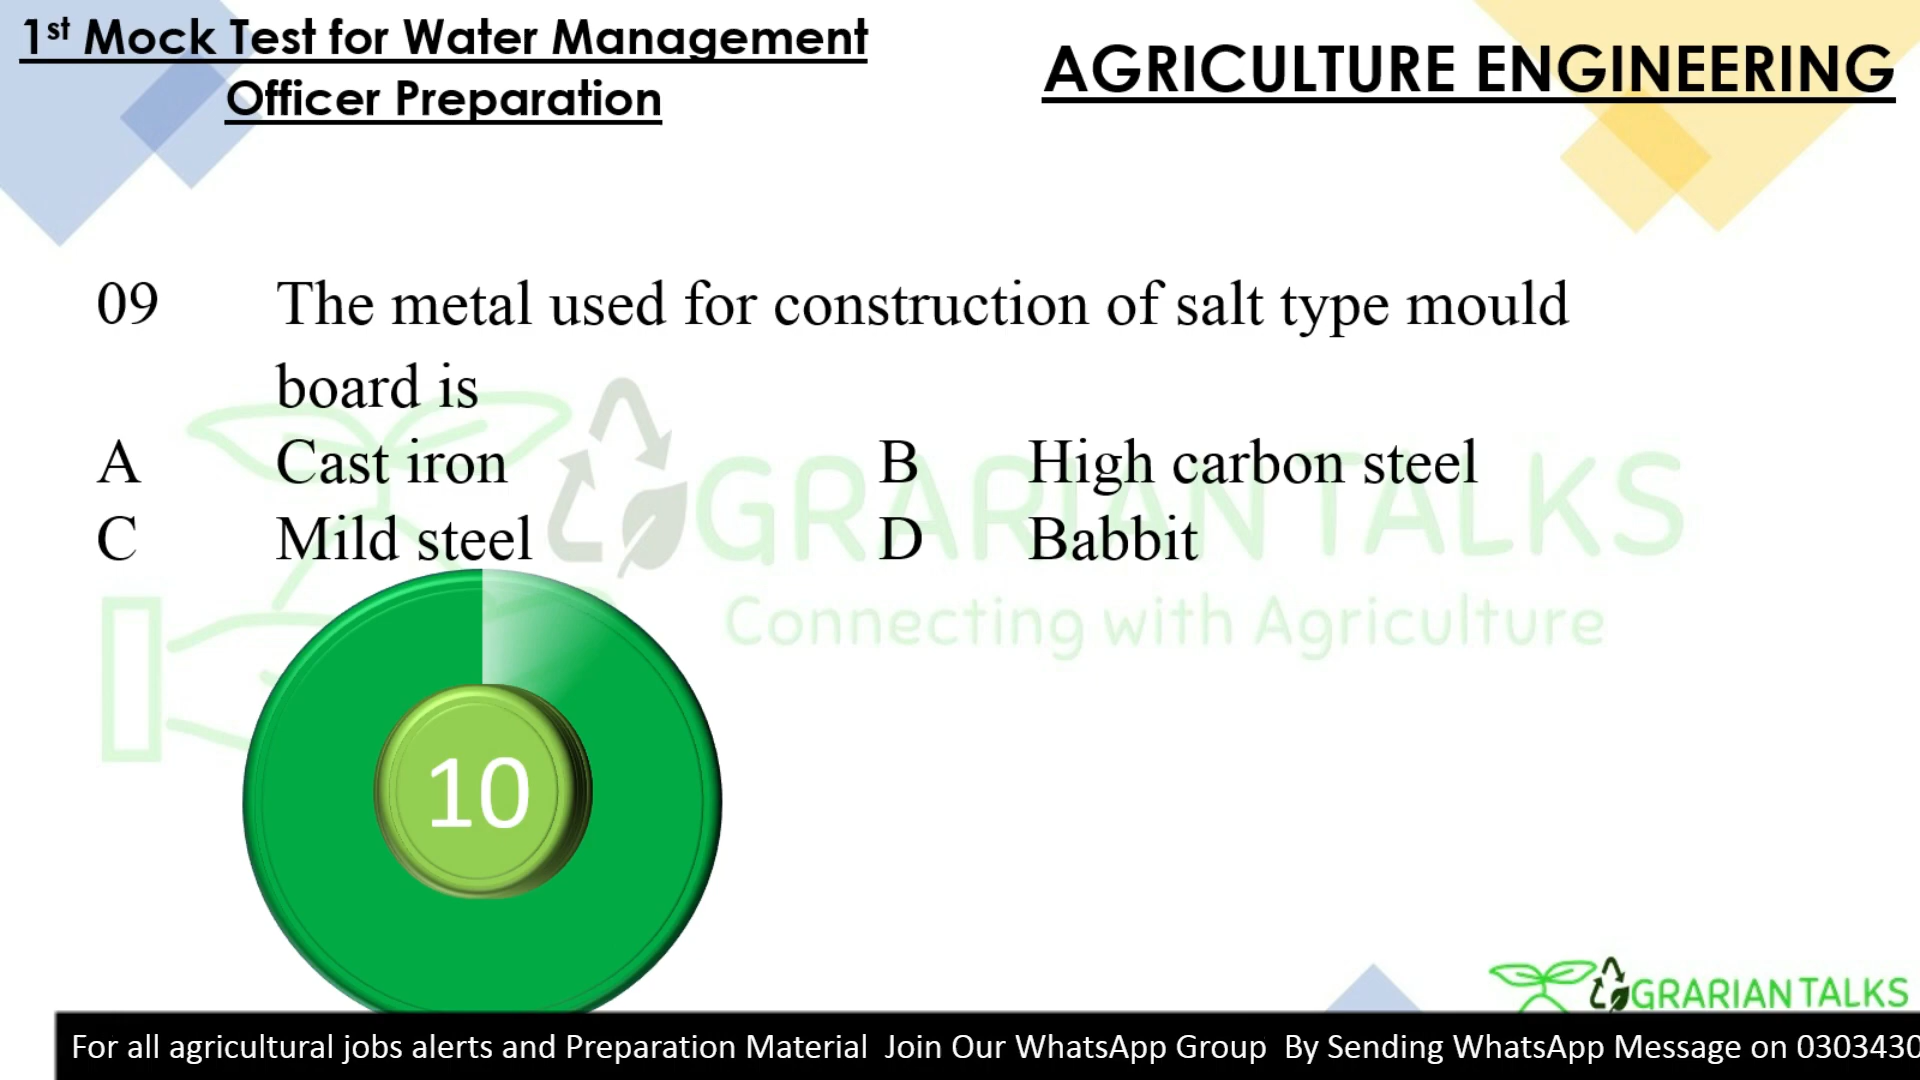 1st Mock Test for Water Management
Officer Preparation
AGRICULTURE ENGINEERING
09 The metal used for construction of salt type mould
board is
A Cast iron B High carbon steel
C Mild steel D Babbit
GRARIAN TALKS
Connecting with Agriculture
10
GRARIAN TALKS
For all agricultural jobs alerts and Preparation Material Join Our WhatsApp Group By Sending WhatsApp Message on 0303430